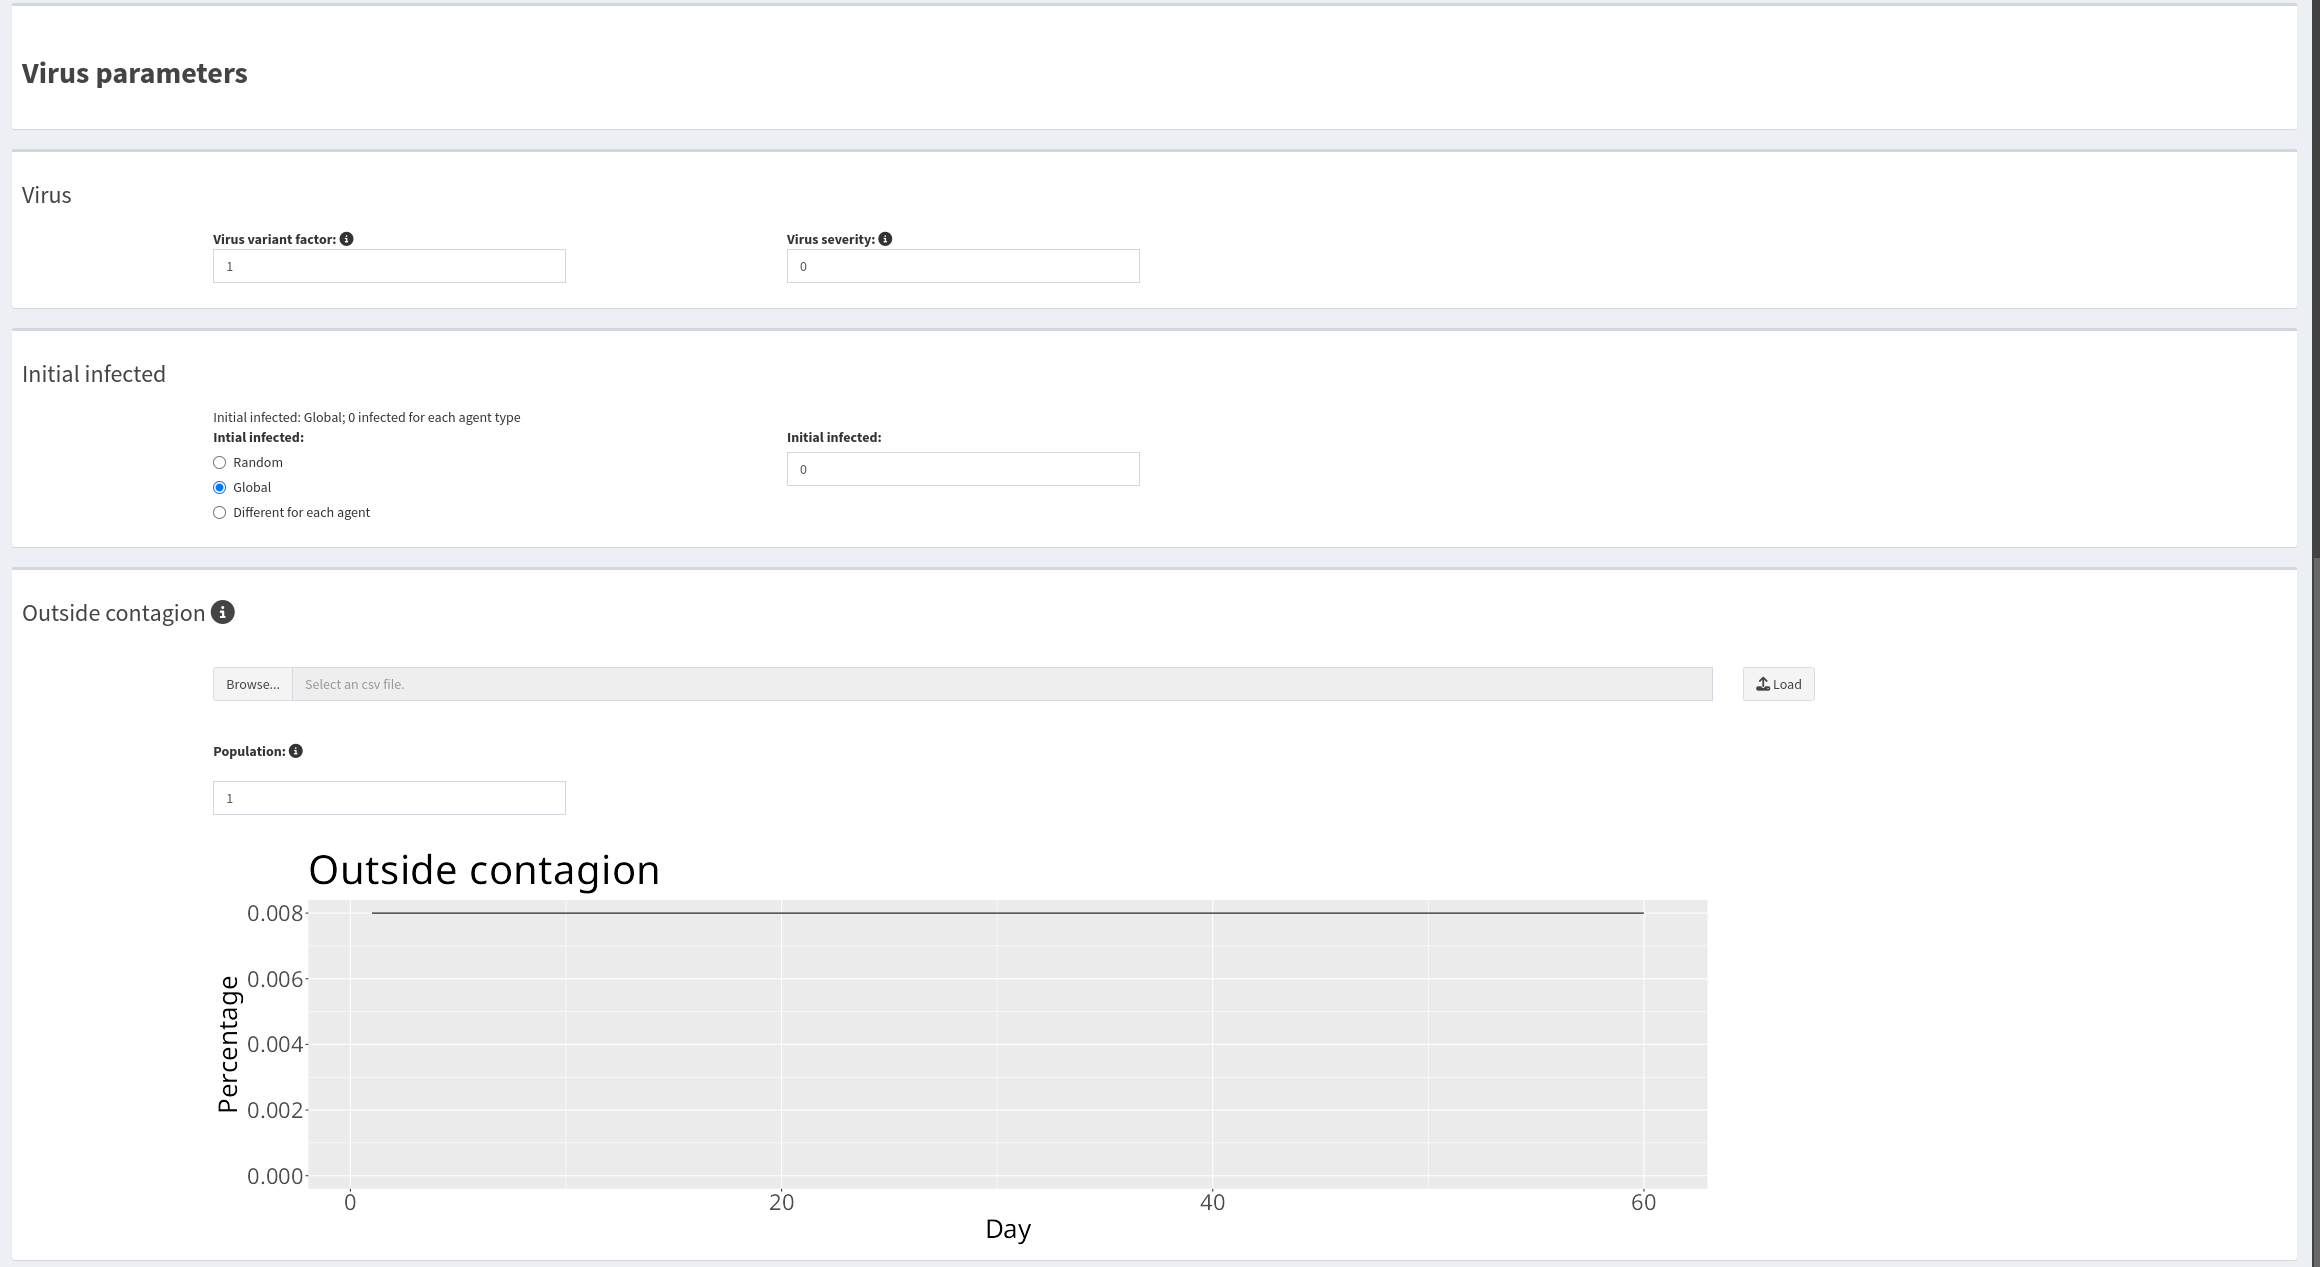 Virus parameters
Virus
Virus variant factor:
Virus severity:
1
0
Initial infected
Initial infected: Global; 0 infected for each agent type
Intial infected:
Initial infected:
Random
0
Global
Different for each agent
Outside contagion
Browse...
Select an csv file.
Load
Population:
1
Outside contagion
0.008
0.006
0.004
0.002
0.000
Percentage
0
20
40
60
Day